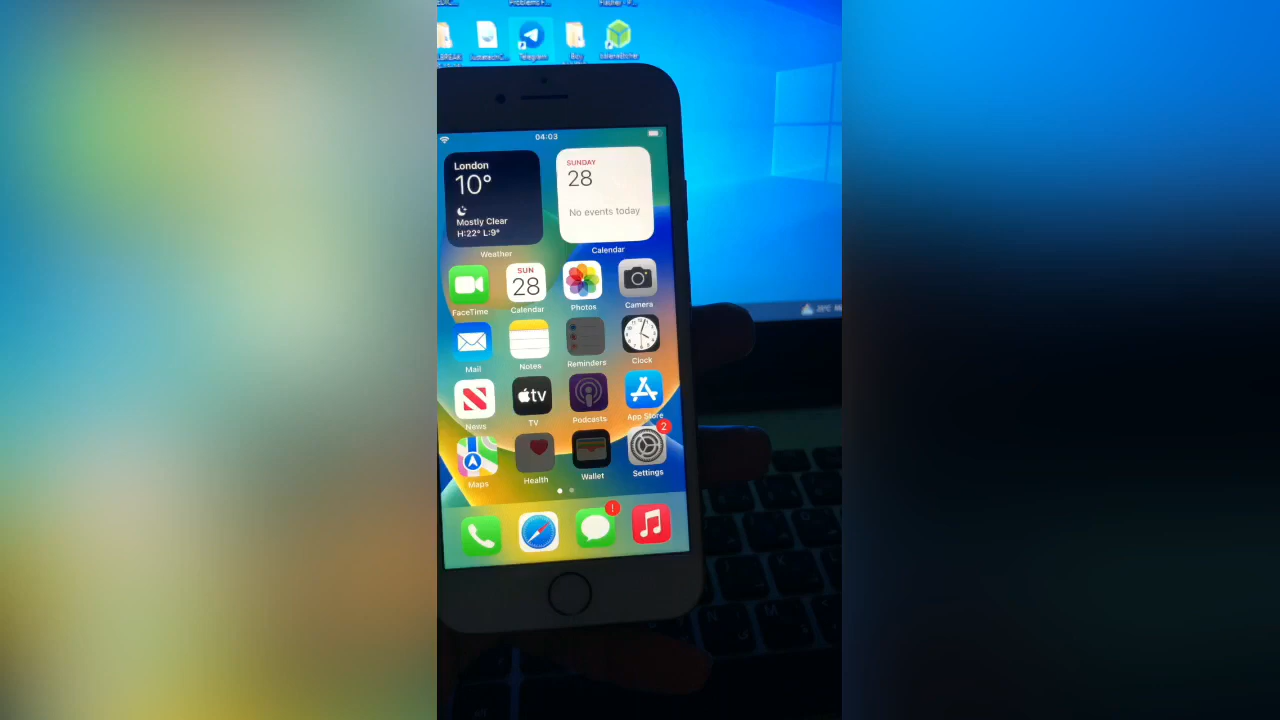 Telegram
04:03
London
10°
Mostly Clear
H:22° L:9°
Weather
SUNDAY
28
No events today
Calendar
SUN
28
FaceTime
Calendar
Photos
Camera
Mail
Notes
Reminders
Clock
tv
News
TV
Podcasts
App Store
2
Maps
Health
Wallet
Settings
!
20°C
N
M